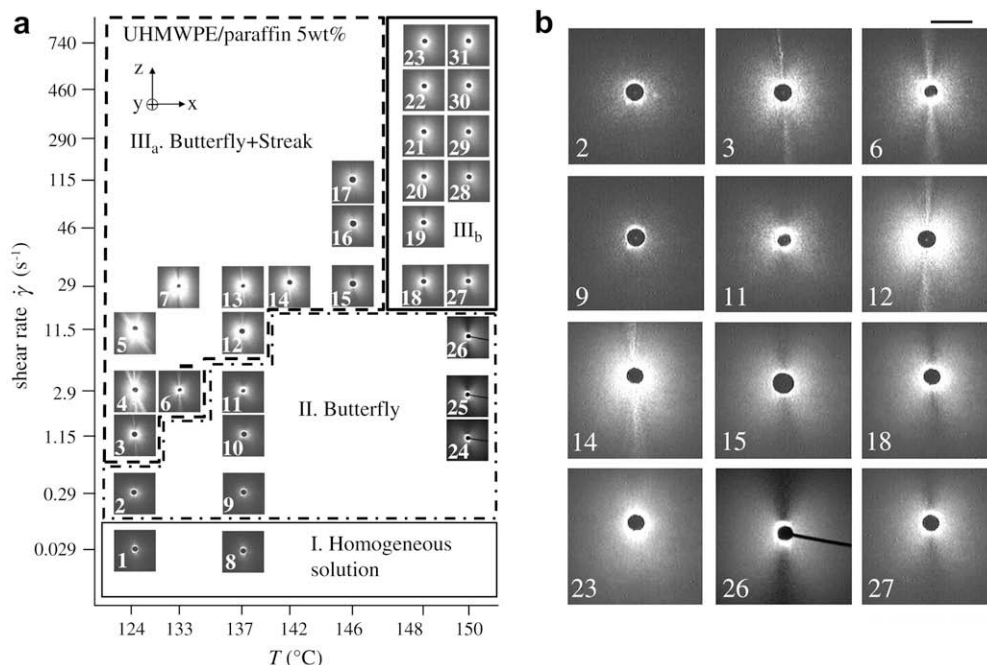 a
UHMWPE/paraffin 5wt%
z
y
x
IIIa. Butterfly+Streak
IIIb
II. Butterfly
I. Homogeneous
solution
shear rate γ̇ (s⁻¹)
740
460
290
115
46
29
11.5
2.9
1.15
0.29
0.029
23 31
22 30
21 29
17 20 28
16 19
7 13 14 15 18 27
5 12 26
4 6 11 25
3 10 24
2 9
1 8
124 133 137 142 146 148 150
T (°C)
b
2 3 6
9 11 12
14 15 18
23 26 27